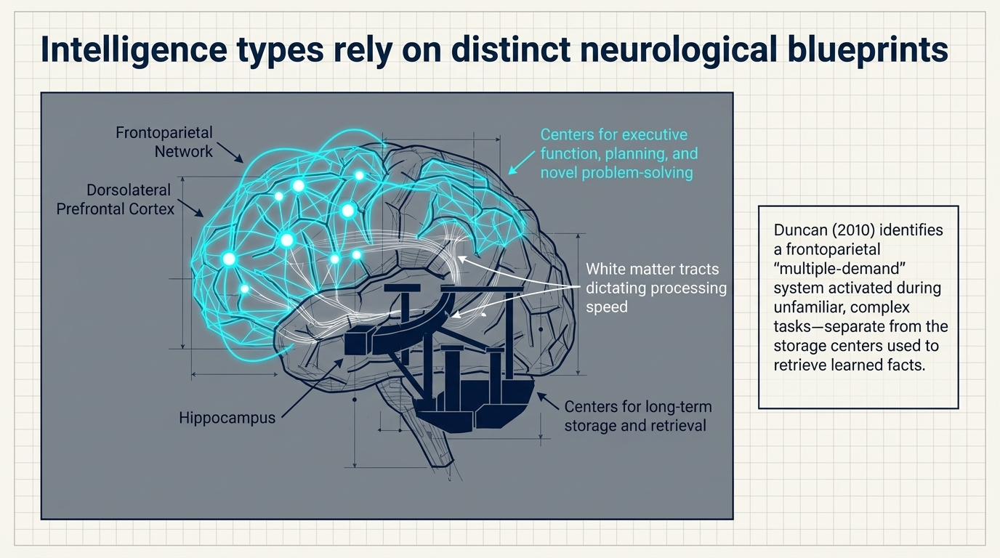 Intelligence types rely on distinct neurological blueprints
Frontoparietal
Network
Dorsolateral
Prefrontal Cortex
Centers for executive
function, planning, and
novel problem-solving
White matter tracts
dictating processing
speed
Hippocampus
Centers for long-term
storage and retrieval
Duncan (2010) identifies
a frontoparietal
“multiple-demand”
system activated during
unfamiliar, complex
tasks—separate from the
storage centers used to
retrieve learned facts.